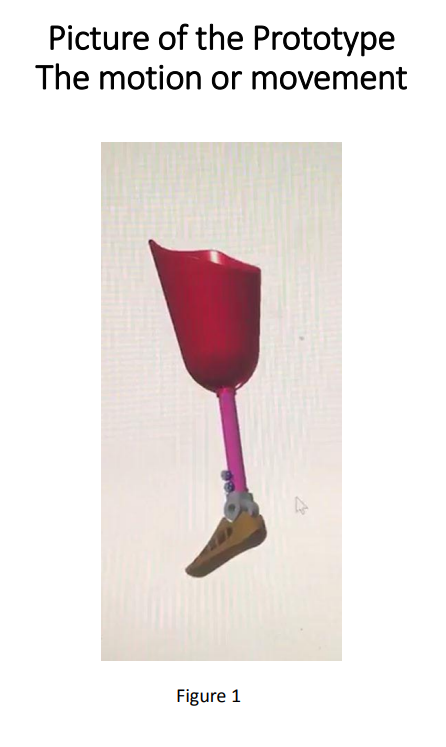 Picture of the Prototype
The motion or movement
Figure 1